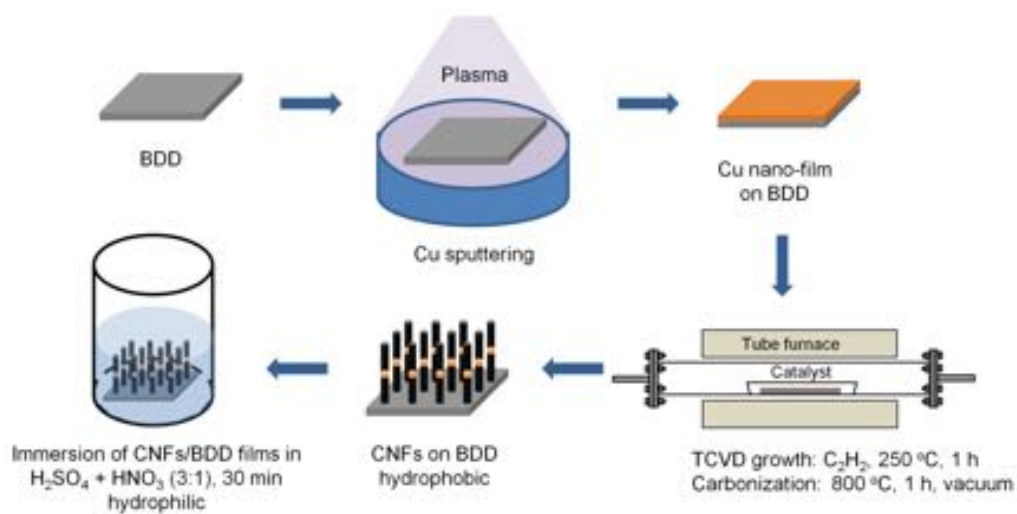 Plasma
BDD
Cu nano-film
on BDD
Cu sputtering
Tube furnace
Catalyst
TCVD growth: C₂H₂, 250 °C, 1 h
Carbonization: 800 °C, 1 h, vacuum
CNFs on BDD
hydrophobic
Immersion of CNFs/BDD films in
H₂SO₄ + HNO₃ (3:1), 30 min
hydrophilic